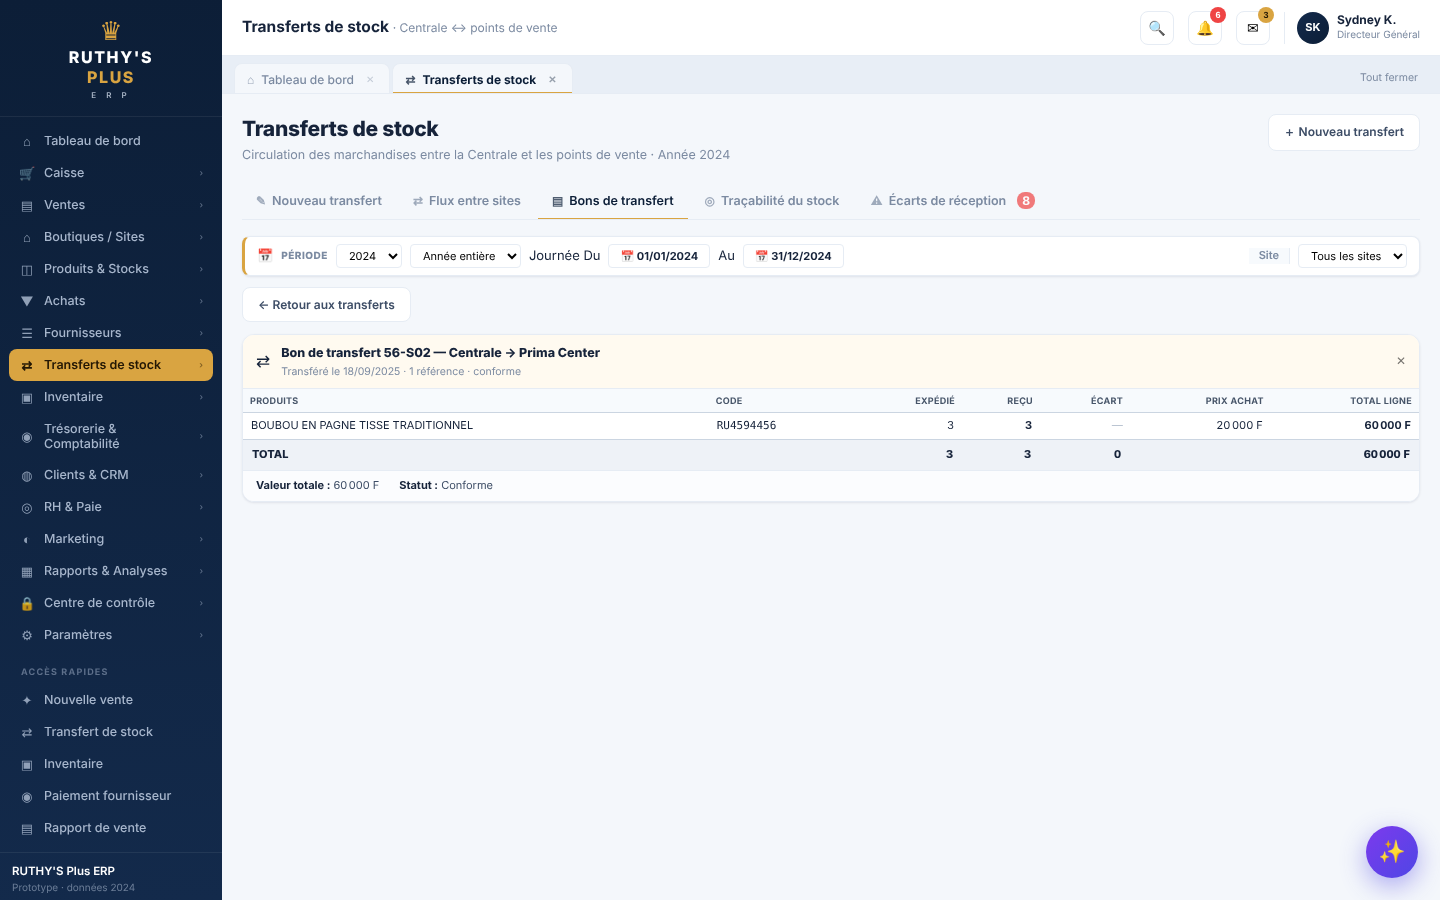 RUTHY'S
PLUS
E R P
Tableau de bord
Caisse
Ventes
Boutiques / Sites
Produits & Stocks
Achats
Fournisseurs
Transferts de stock
Inventaire
Trésorerie &
Comptabilité
Clients & CRM
RH & Paie
Marketing
Rapports & Analyses
Centre de contrôle
Paramètres
ACCÈS RAPIDES
Nouvelle vente
Transfert de stock
Inventaire
Paiement fournisseur
Rapport de vente
RUTHY'S Plus ERP
Prototype · données 2024
Transferts de stock · Centrale ↔ points de vente
6
3
SK
Sydney K.
Directeur Général
Tableau de bord ×
Transferts de stock ×
Tout fermer
Transferts de stock
Circulation des marchandises entre la Centrale et les points de vente · Année 2024
+ Nouveau transfert
Nouveau transfert
Flux entre sites
Bons de transfert
Traçabilité du stock
Écarts de réception 8
PÉRIODE 2024 Année entière Journée Du 01/01/2024 Au 31/12/2024 Site Tous les sites
← Retour aux transferts
Bon de transfert 56-S02 — Centrale → Prima Center
Transféré le 18/09/2025 · 1 référence · conforme
×
PRODUITS CODE EXPÉDIÉ REÇU ÉCART PRIX ACHAT TOTAL LIGNE
BOUBOU EN PAGNE TISSE TRADITIONNEL RU4594456 3 3 — 20 000 F 60 000 F
TOTAL 3 3 0 60 000 F
Valeur totale : 60 000 F Statut : Conforme